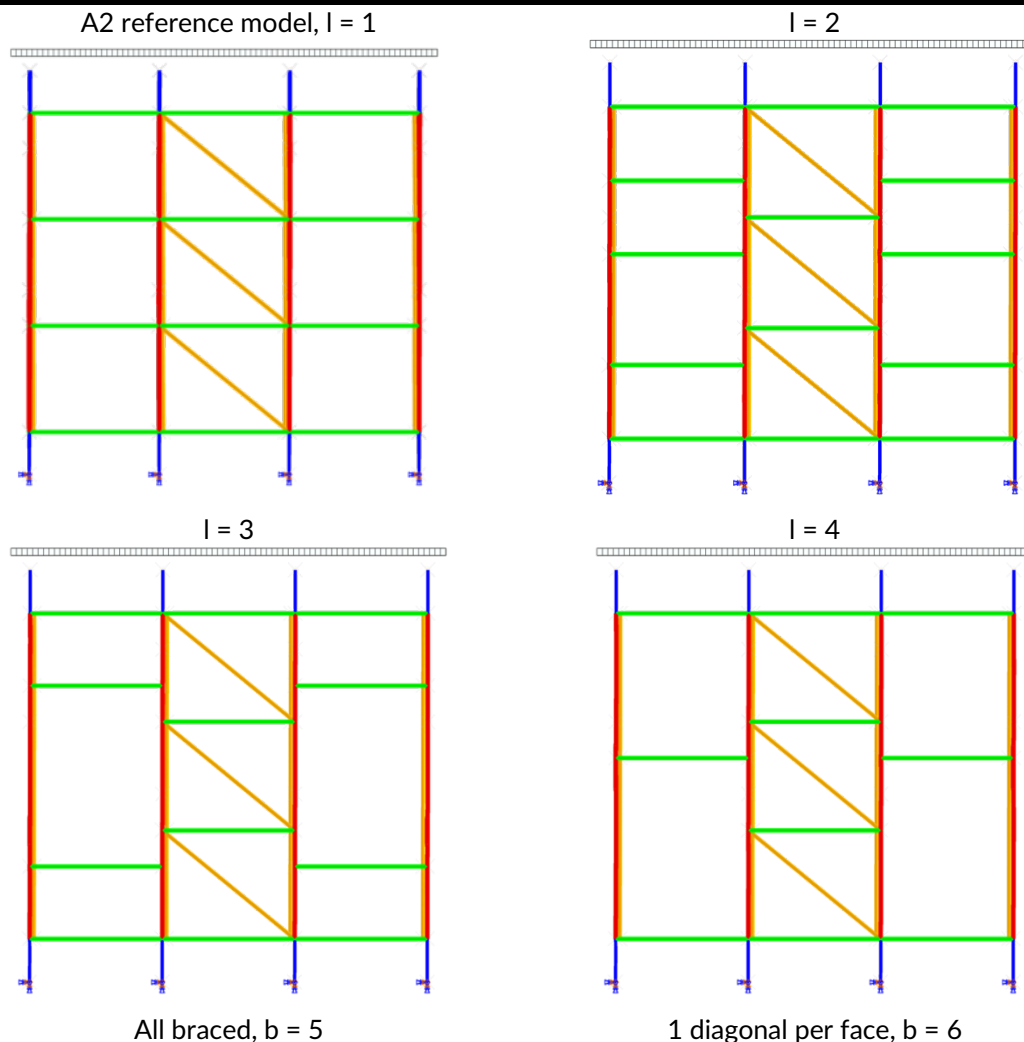 A2 reference model, l = 1
l = 2
l = 3
l = 4
All braced, b = 5
1 diagonal per face, b = 6